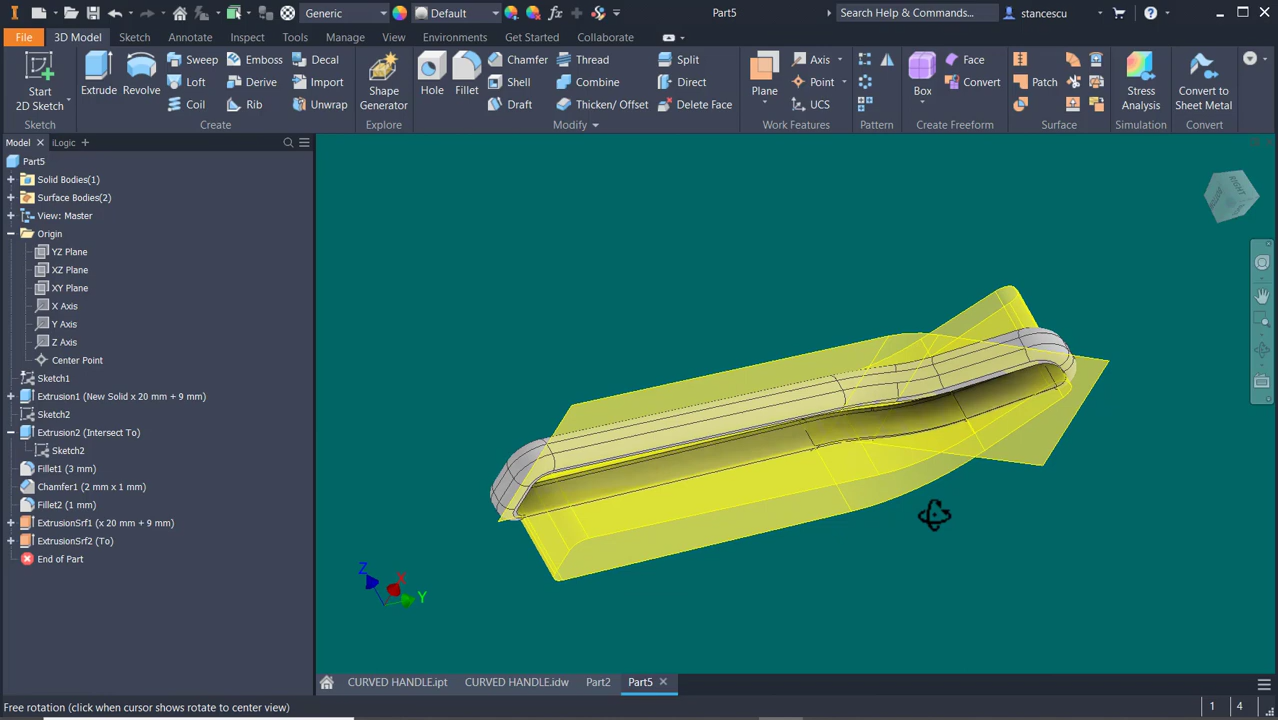 Generic
Default
Part5
Search Help & Commands...
stancescu
File
3D Model
Sketch
Annotate
Inspect
Tools
Manage
View
Environments
Get Started
Collaborate
Start
2D Sketch
Extrude
Revolve
Sweep
Loft
Coil
Emboss
Derive
Rib
Decal
Import
Unwrap
Shape
Generator
Hole
Fillet
Chamfer
Shell
Draft
Thread
Combine
Thicken/ Offset
Split
Direct
Delete Face
Plane
Axis
Point
UCS
Box
Face
Convert
Patch
Stress
Analysis
Convert to
Sheet Metal
Sketch
Create
Explore
Modify
Work Features
Pattern
Create Freeform
Surface
Simulation
Convert
Model
iLogic
Part5
Solid Bodies(1)
Surface Bodies(2)
View: Master
Origin
YZ Plane
XZ Plane
XY Plane
X Axis
Y Axis
Z Axis
Center Point
Sketch1
Extrusion1 (New Solid x 20 mm + 9 mm)
Sketch2
Extrusion2 (Intersect To)
Sketch2
Fillet1 (3 mm)
Chamfer1 (2 mm x 1 mm)
Fillet2 (1 mm)
ExtrusionSrf1 (x 20 mm + 9 mm)
ExtrusionSrf2 (To)
End of Part
RIGHT
Z
X
Y
CURVED HANDLE.ipt
CURVED HANDLE.idw
Part2
Part5
Free rotation (click when cursor shows rotate to center view)
1
4